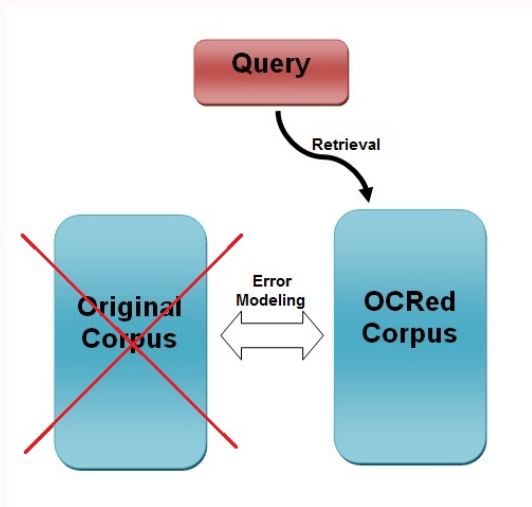 Query
Retrieval
Original
Corpus
Error
Modeling
OCRed
Corpus